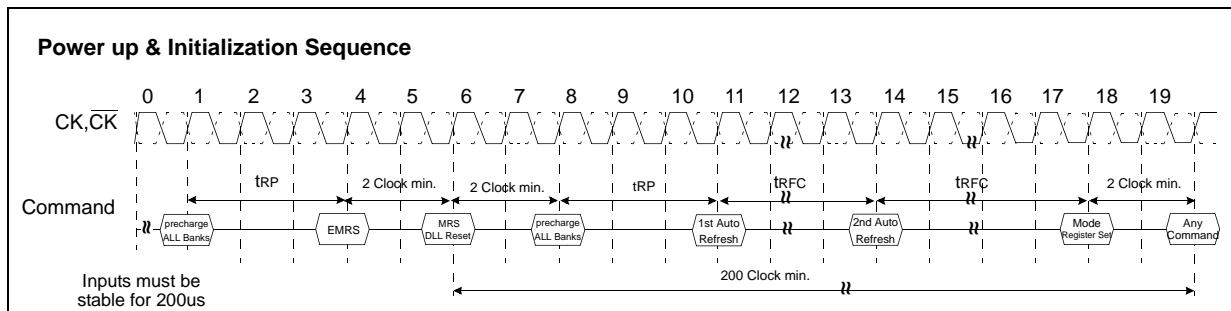 Power up & Initialization Sequence
0 1 2 3 4 5 6 7 8 9 10 11 12 13 14 15 16 17 18 19
CK,C̅K̅
tRP 2 Clock min. 2 Clock min. tRP tRFC tRFC 2 Clock min.
Command
precharge
ALL Banks
EMRS
MRS
DLL Reset
precharge
ALL Banks
1st Auto
Refresh
2nd Auto
Refresh
Mode
Register Set
Any
Command
200 Clock min.
Inputs must be
stable for 200us